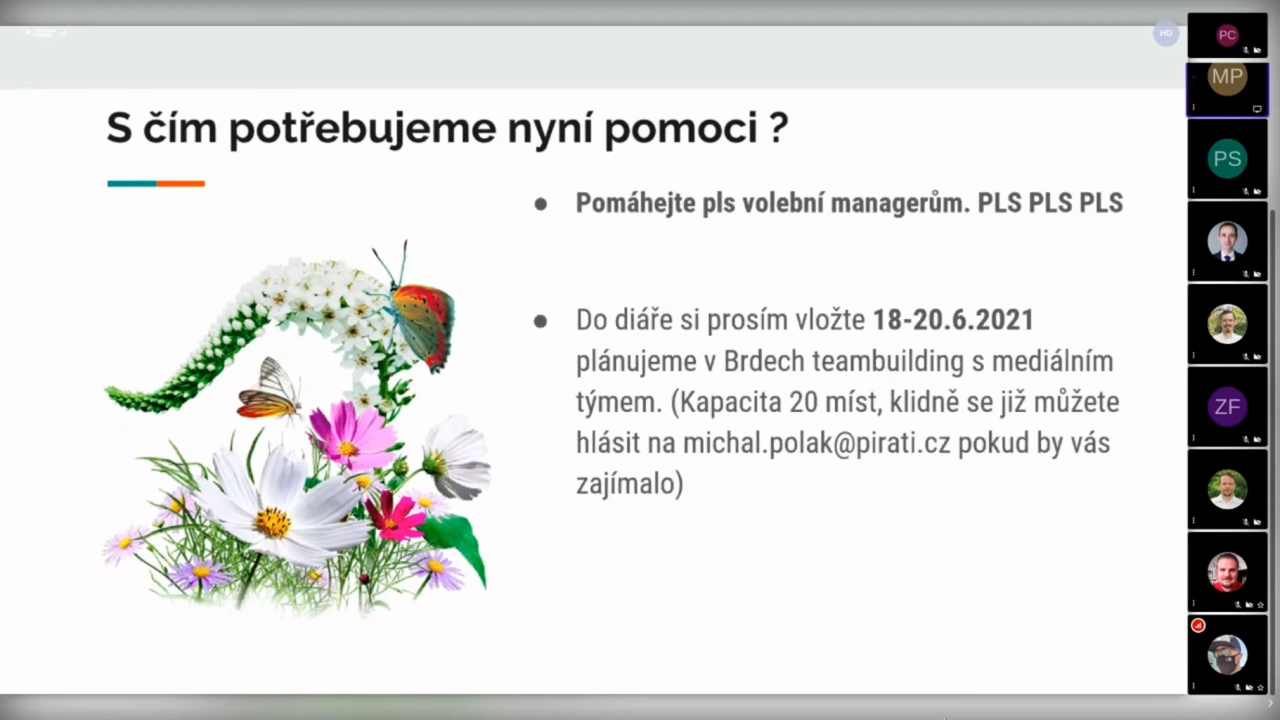 HD
PC
MP
S čím potřebujeme nyní pomoci ?
PS
● Pomáhejte pls volební managerům. PLS PLS PLS
● Do diáře si prosím vložte 18-20.6.2021
plánujeme v Brdech teambuilding s mediálním
týmem. (Kapacita 20 míst, klidně se již můžete
hlásit na michal.polak@pirati.cz pokud by vás
zajímalo)
ZF